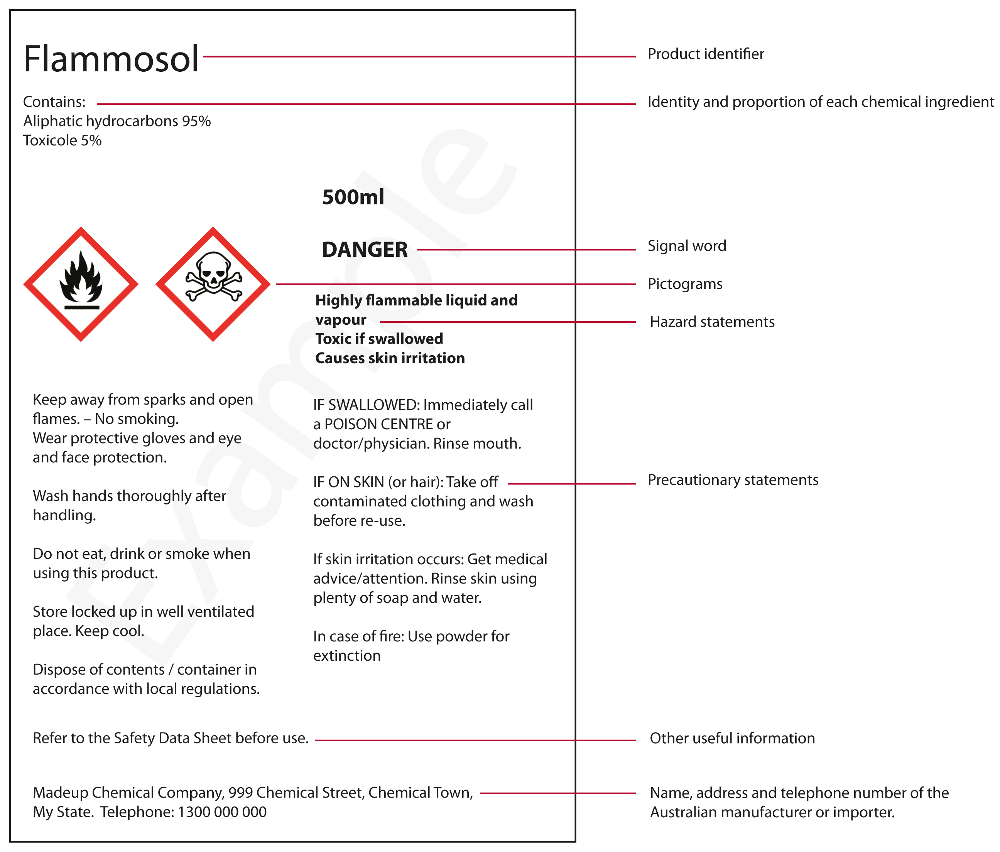 Flammosol
Product identifier
Contains:
Identity and proportion of each chemical ingredient
Aliphatic hydrocarbons 95%
Toxicole 5%
500ml
DANGER
Signal word
Pictograms
Highly flammable liquid and
vapour
Toxic if swallowed
Causes skin irritation
Hazard statements
Keep away from sparks and open
flames. – No smoking.
Wear protective gloves and eye
and face protection.
Wash hands thoroughly after
handling.
Do not eat, drink or smoke when
using this product.
Store locked up in well ventilated
place. Keep cool.
Dispose of contents / container in
accordance with local regulations.
IF SWALLOWED: Immediately call
a POISON CENTRE or
doctor/physician. Rinse mouth.
IF ON SKIN (or hair): Take off
contaminated clothing and wash
before re-use.
If skin irritation occurs: Get medical
advice/attention. Rinse skin using
plenty of soap and water.
In case of fire: Use powder for
extinction
Precautionary statements
Refer to the Safety Data Sheet before use.
Other useful information
Madeup Chemical Company, 999 Chemical Street, Chemical Town,
My State.  Telephone: 1300 000 000
Name, address and telephone number of the
Australian manufacturer or importer.
Example